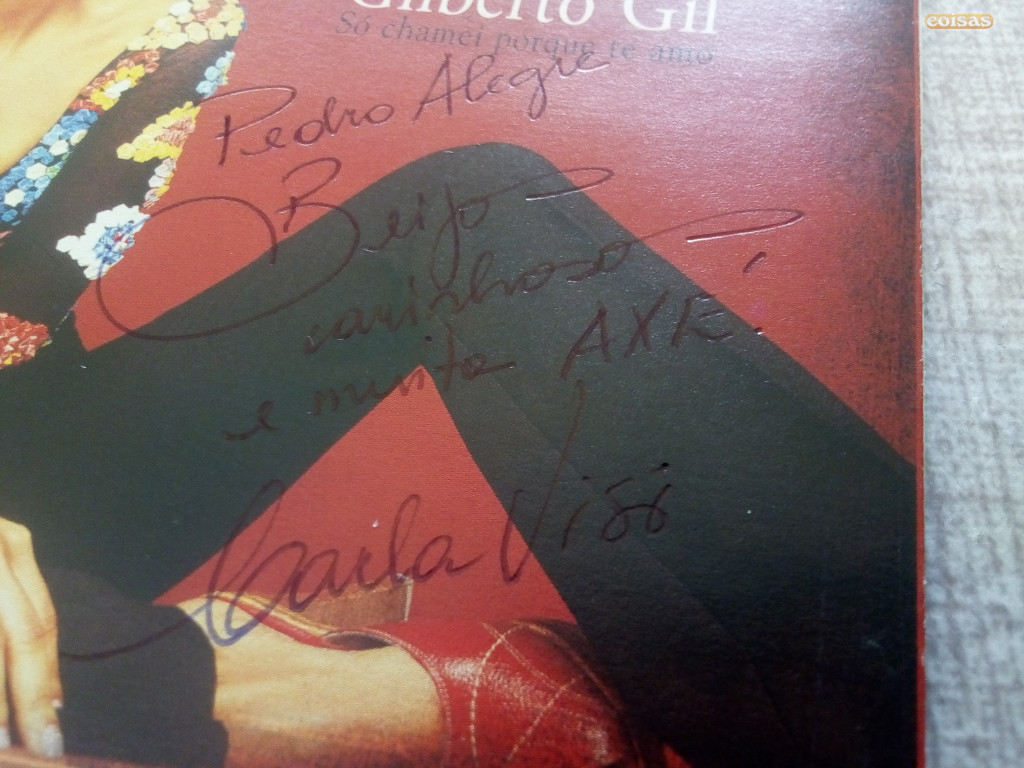 Gilberto Gil
Só chamei porque te amo
coisas
Pedro Alegre
Beijo
carinhoso
e muito AXÉ!
Carla Visi